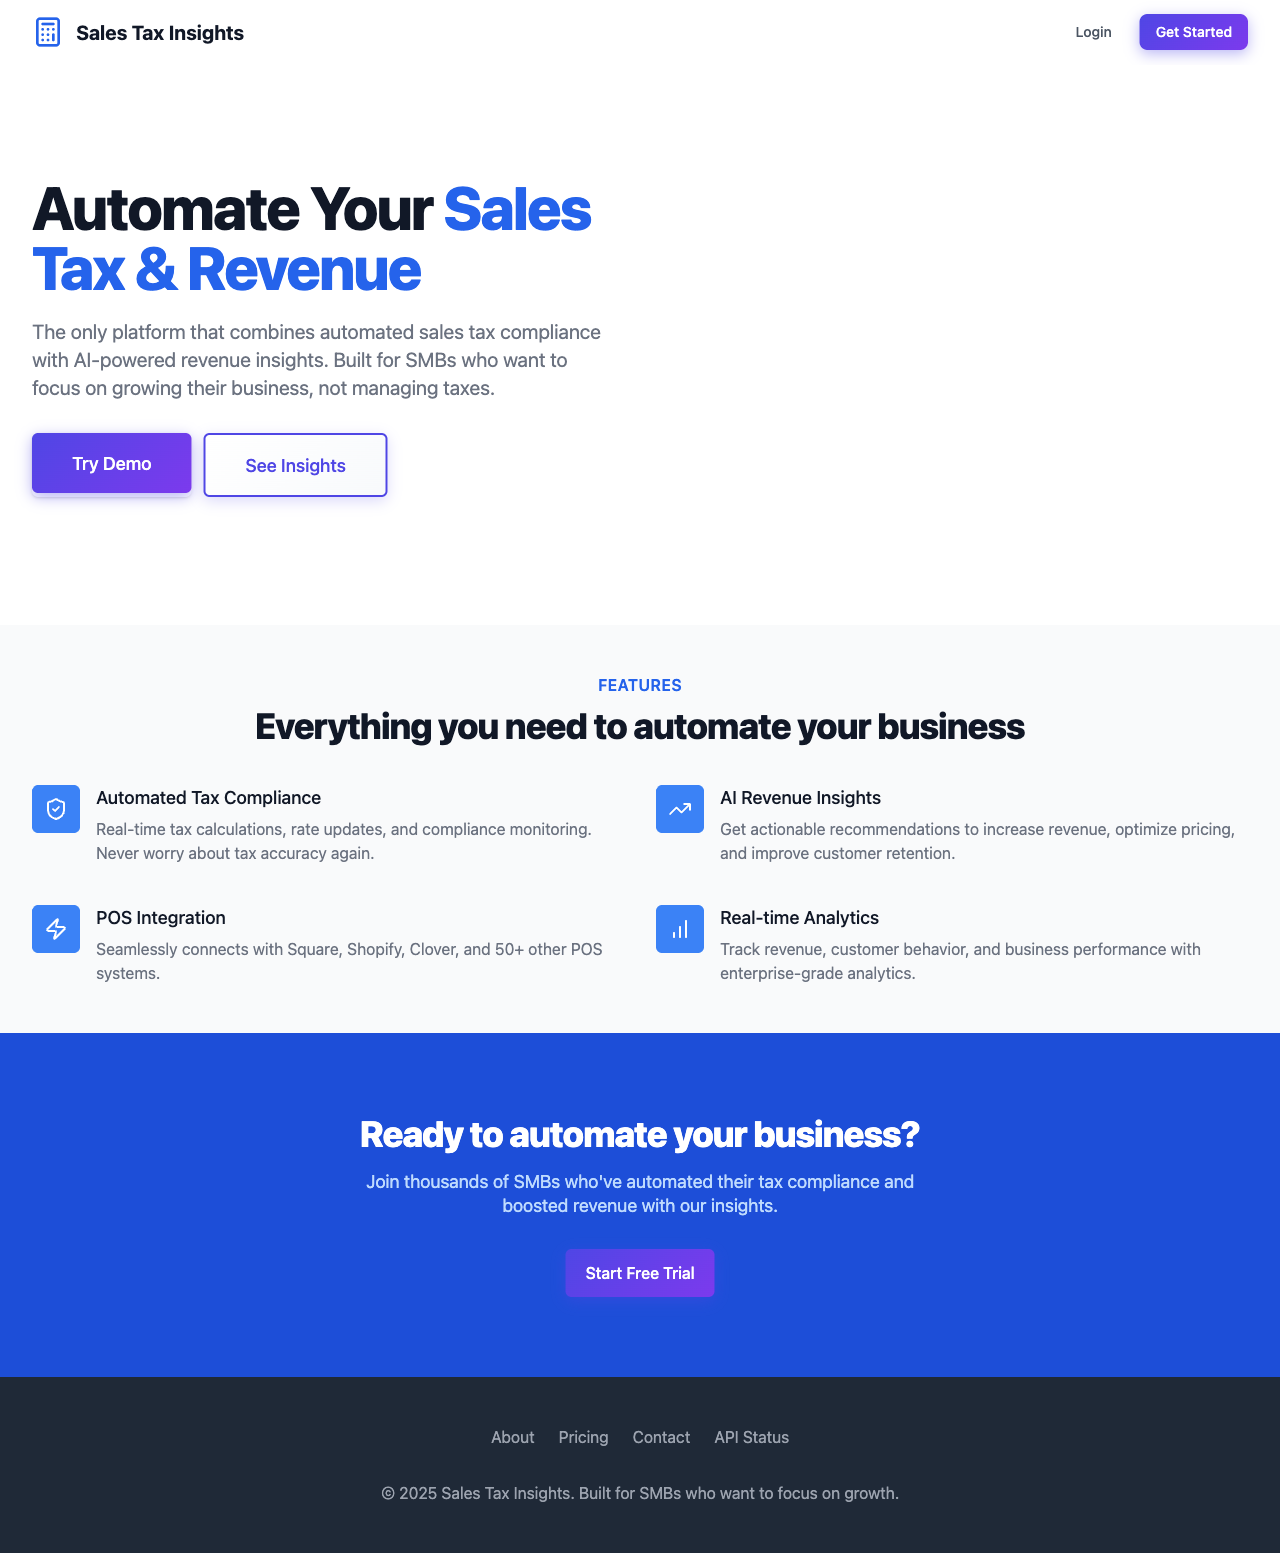 Sales Tax Insights
Login
Get Started
Automate Your Sales
Tax & Revenue
The only platform that combines automated sales tax compliance
with AI-powered revenue insights. Built for SMBs who want to
focus on growing their business, not managing taxes.
Try Demo
See Insights
FEATURES
Everything you need to automate your business
Automated Tax Compliance
Real-time tax calculations, rate updates, and compliance monitoring.
Never worry about tax accuracy again.
AI Revenue Insights
Get actionable recommendations to increase revenue, optimize pricing,
and improve customer retention.
POS Integration
Seamlessly connects with Square, Shopify, Clover, and 50+ other POS
systems.
Real-time Analytics
Track revenue, customer behavior, and business performance with
enterprise-grade analytics.
Ready to automate your business?
Join thousands of SMBs who've automated their tax compliance and
boosted revenue with our insights.
Start Free Trial
About
Pricing
Contact
API Status
© 2025 Sales Tax Insights. Built for SMBs who want to focus on growth.